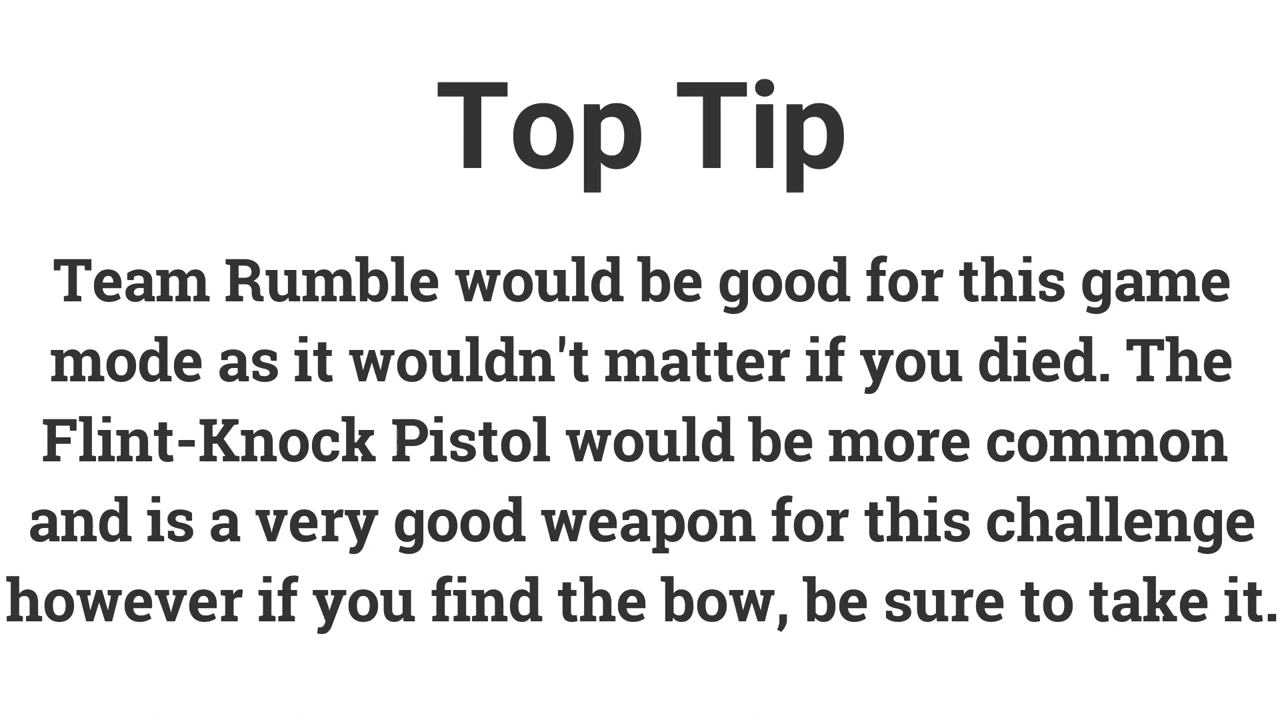 Top Tip
Team Rumble would be good for this game
mode as it wouldn't matter if you died. The
Flint-Knock Pistol would be more common
and is a very good weapon for this challenge
however if you find the bow, be sure to take it.